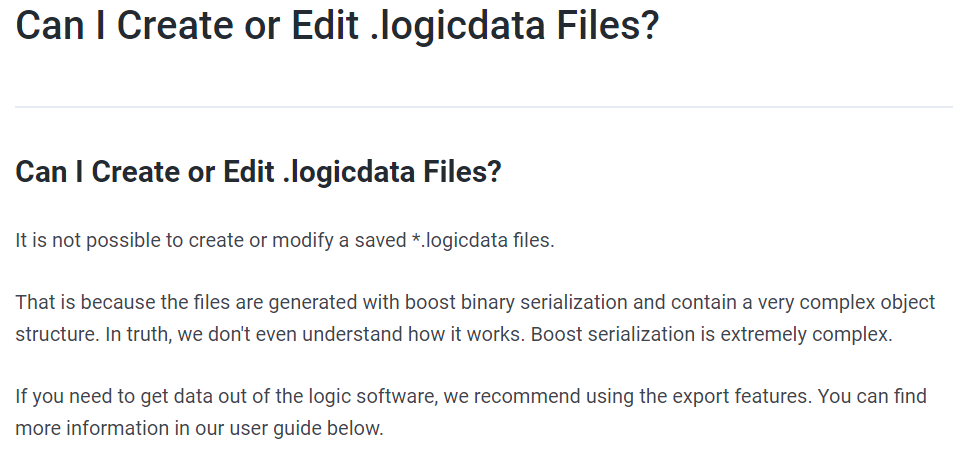 Can I Create or Edit .logicdata Files?
Can I Create or Edit .logicdata Files?
It is not possible to create or modify a saved *.logicdata files.
That is because the files are generated with boost binary serialization and contain a very complex object
structure. In truth, we don't even understand how it works. Boost serialization is extremely complex.
If you need to get data out of the logic software, we recommend using the export features. You can find
more information in our user guide below.